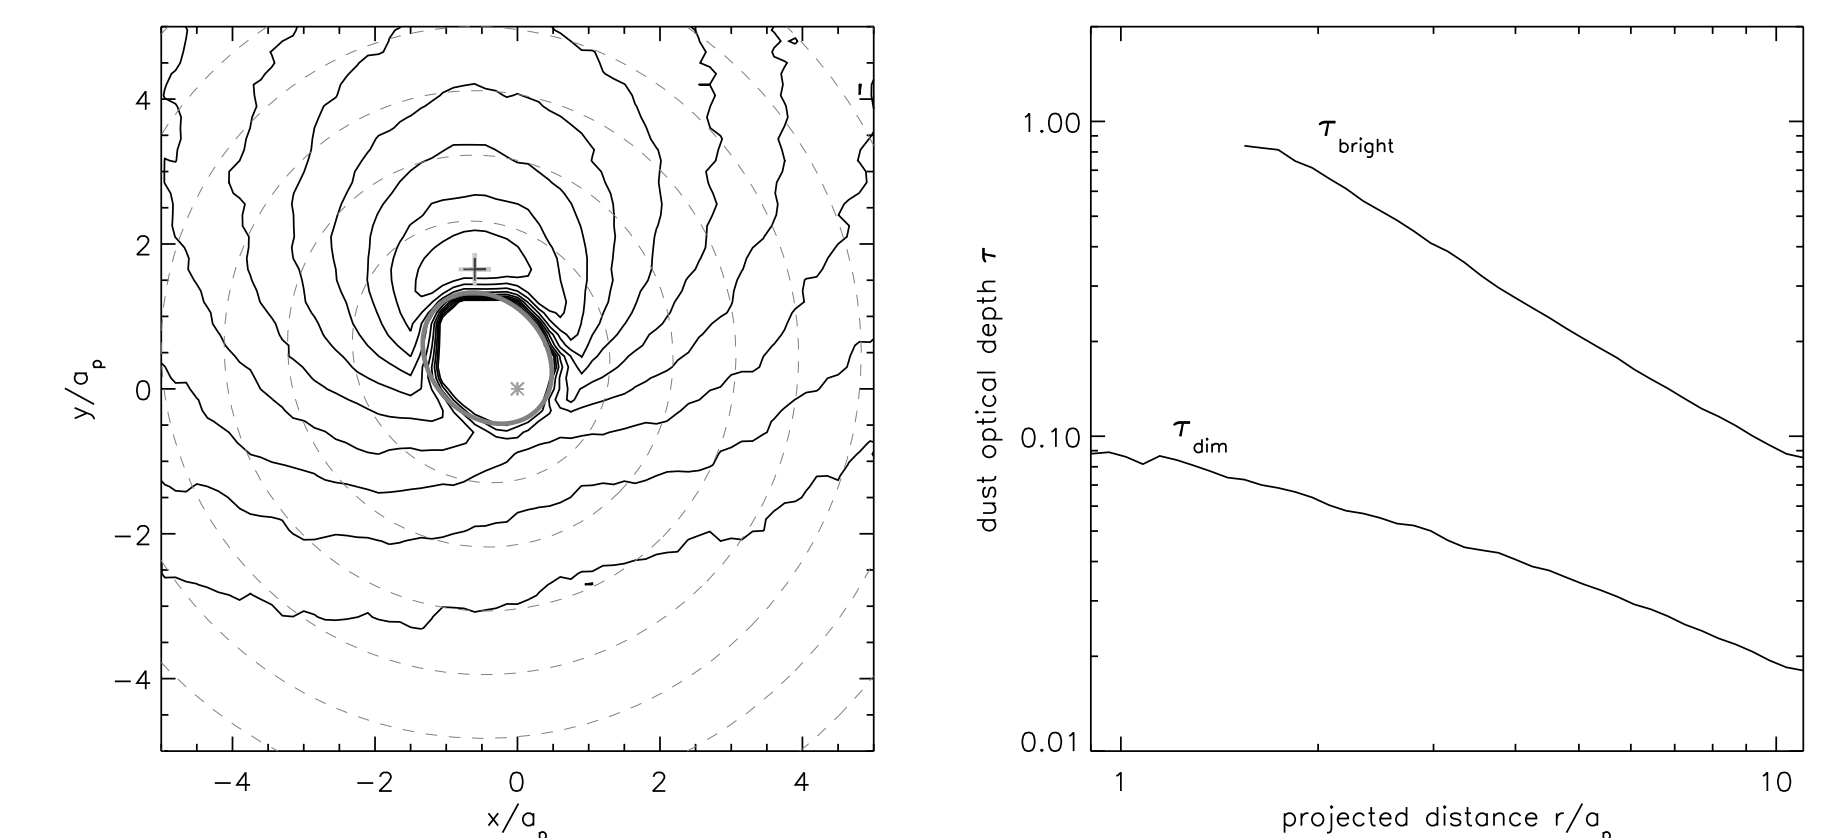 4
2
0
−2
−4
y/a_p
−4 −2 0 2 4
x/a_p
1.00
0.10
0.01
dust optical depth τ
τ_bright
τ_dim
1 10
projected distance r/a_p